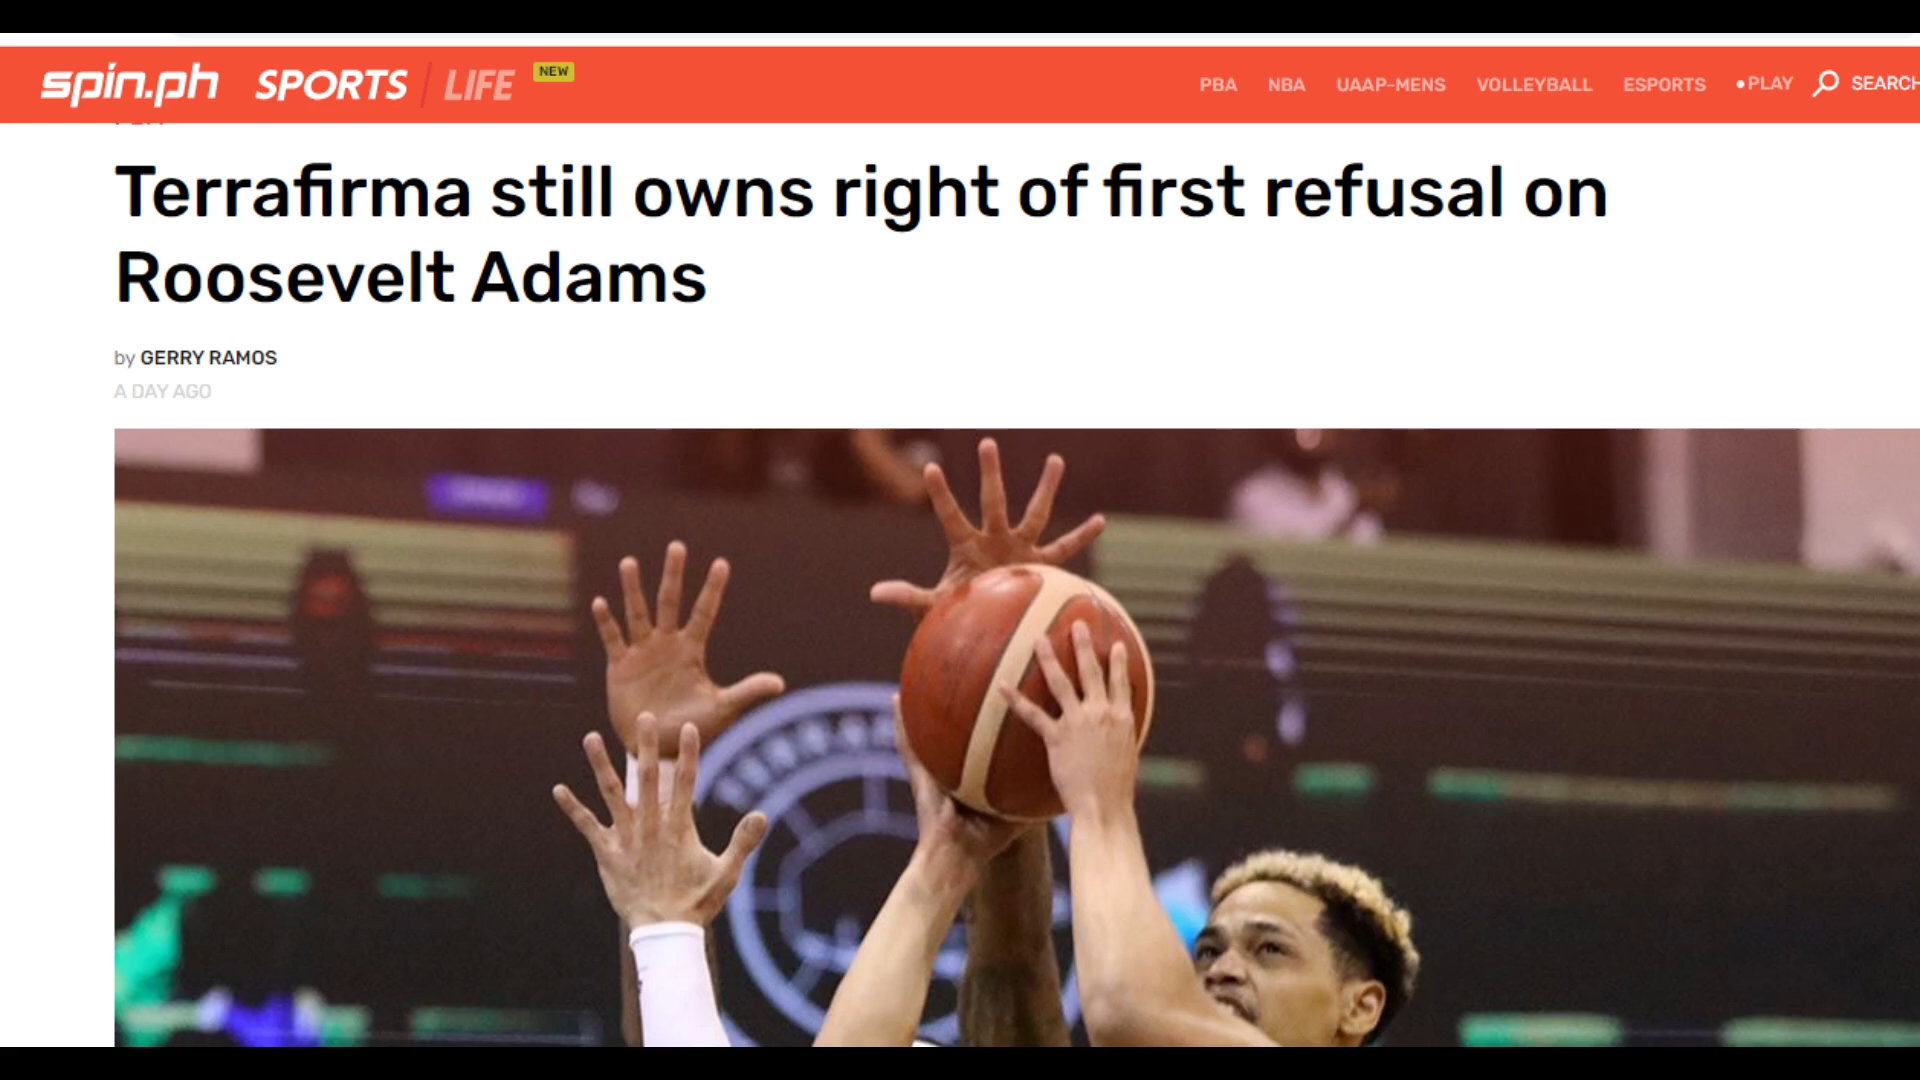 spin.ph SPORTS LIFE NEW PBA NBA UAAP-MENS VOLLEYBALL ESPORTS •PLAY SEARCH
Terrafirma still owns right of first refusal on
Roosevelt Adams
by GERRY RAMOS
A DAY AGO